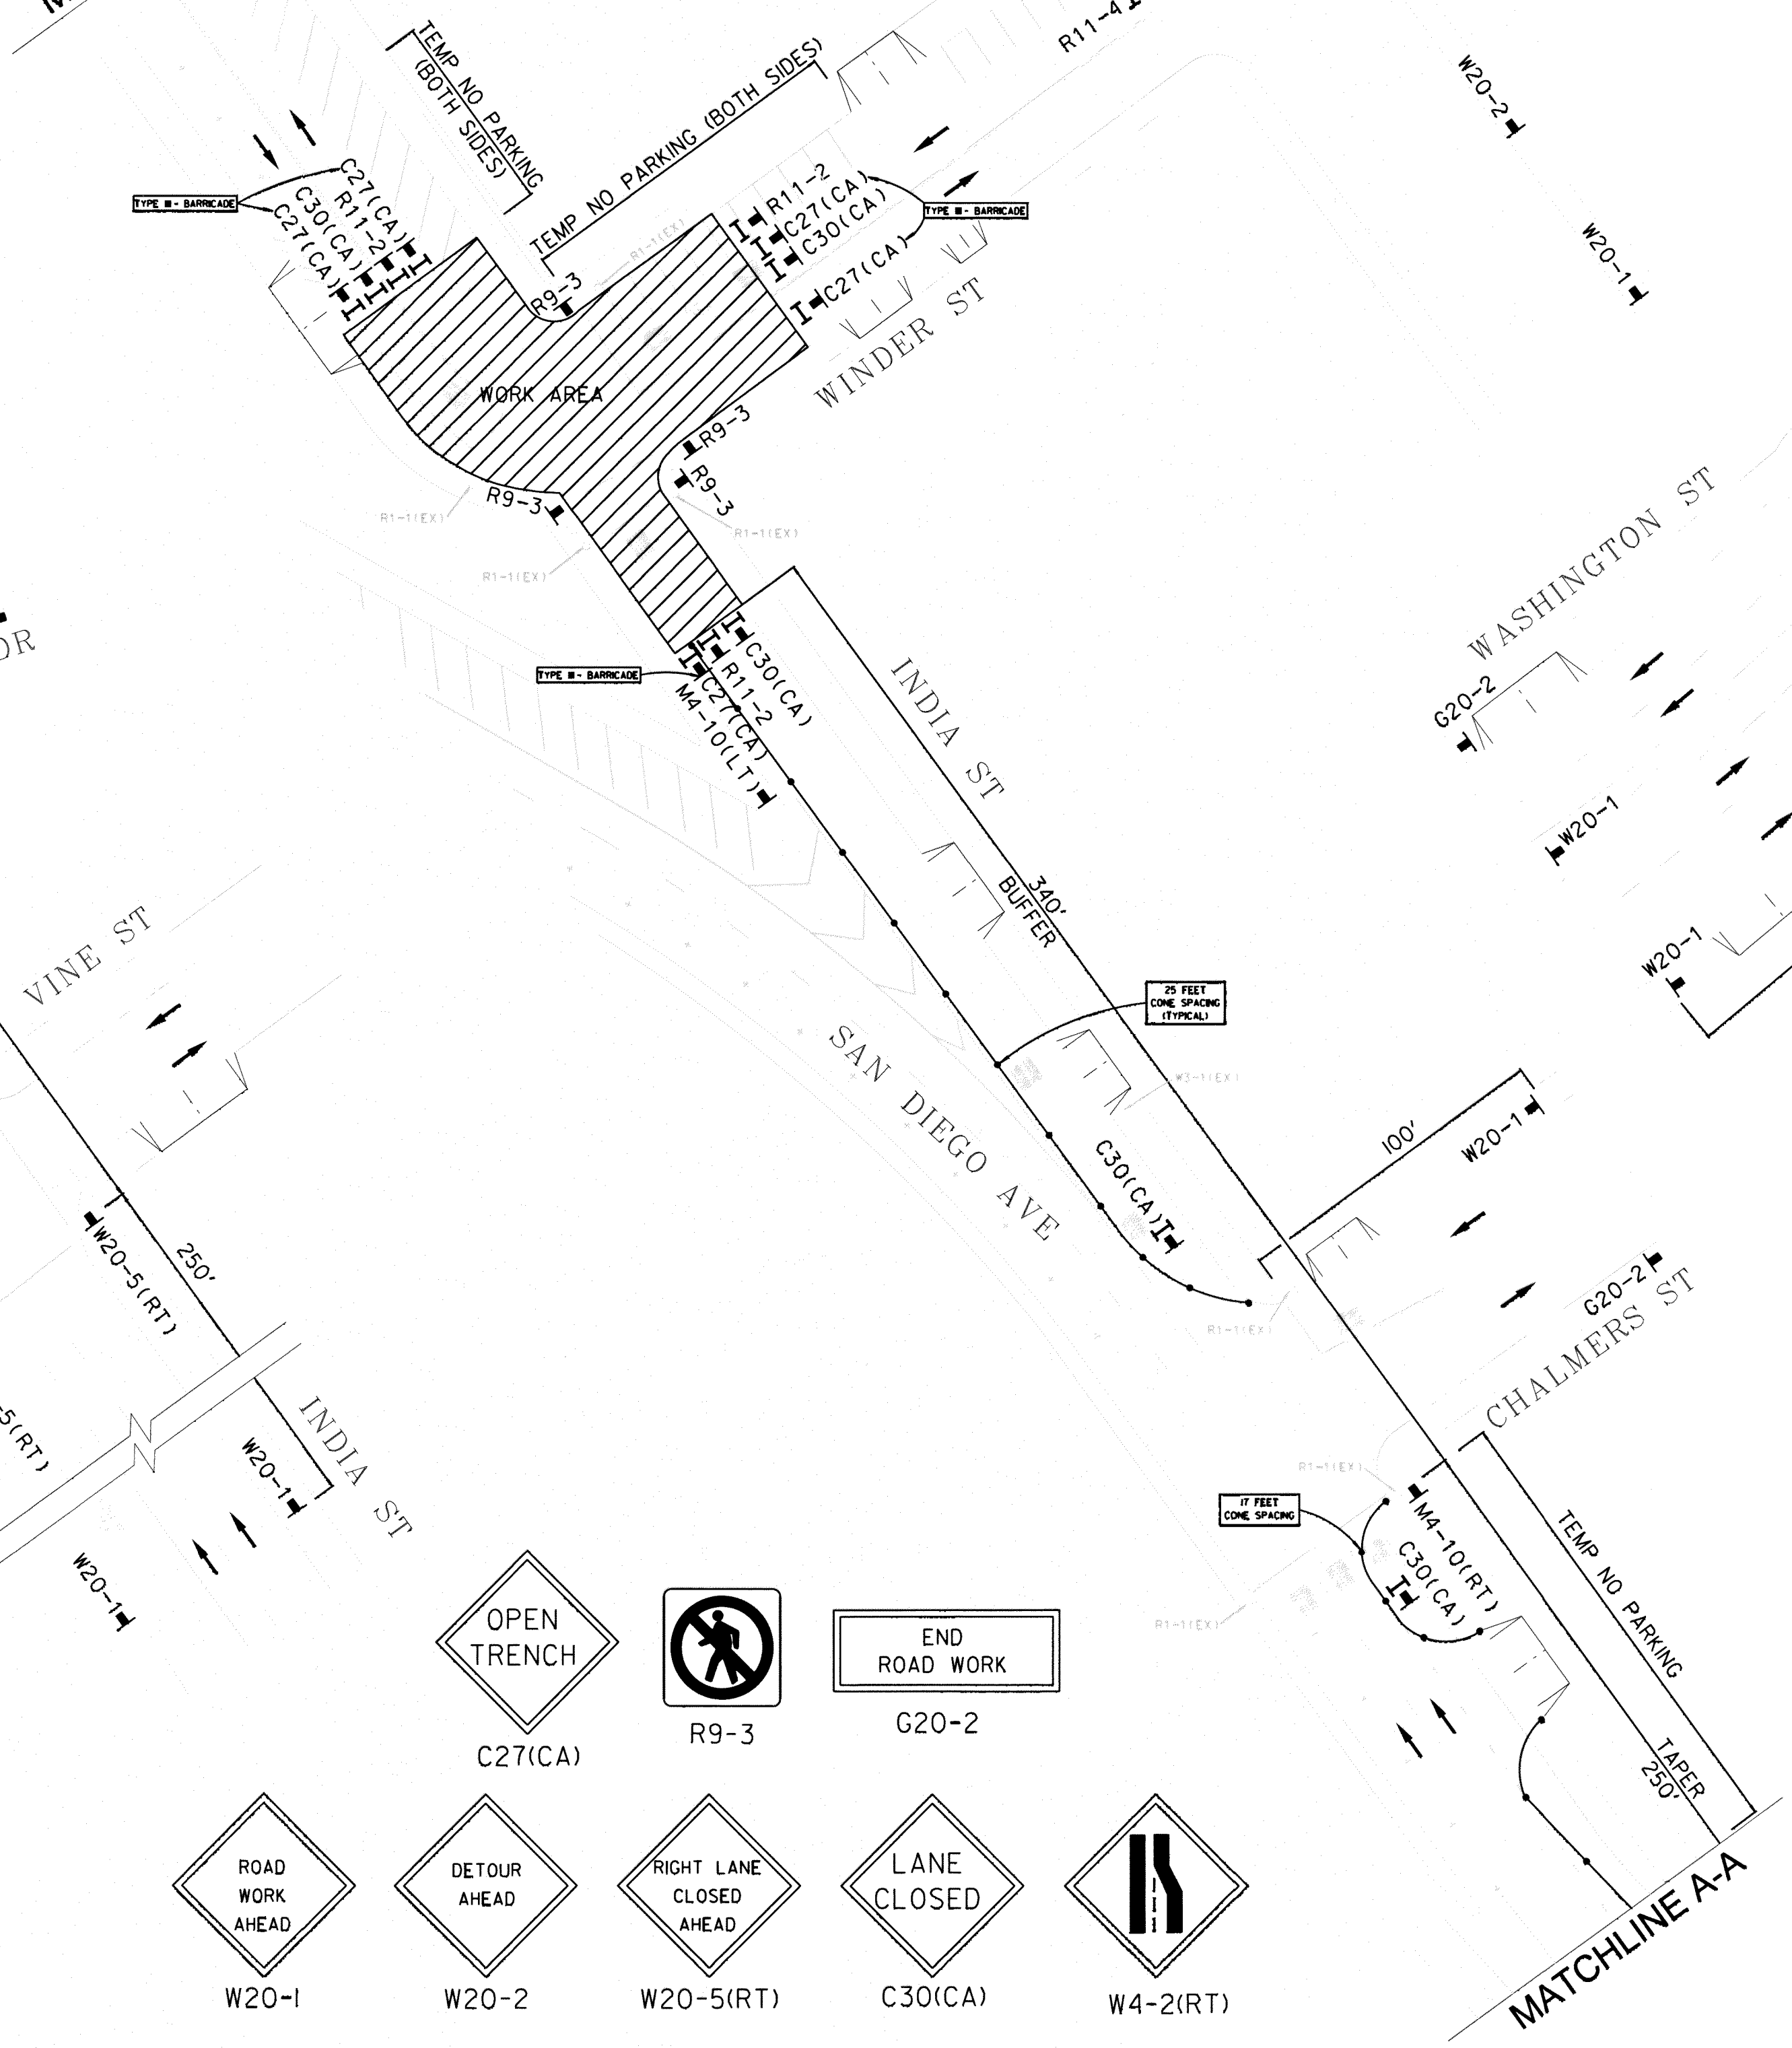 R11-4
TEMP NO PARKING
(BOTH SIDES)
TEMP NO PARKING (BOTH SIDES)
W20-2
W20-1
C27(CA)
R11-2
C30(CA)
C27(CA)
TYPE III - BARRICADE
R11-2
C27(CA)
C30(CA)
C27(CA)
TYPE III - BARRICADE
R1-1(EX)
R9-3
WINDER ST
WORK AREA
R9-3
R9-3
R9-3
R1-1(EX)
R1-1(EX)
R1-1(EX)
WASHINGTON ST
G20-2
W20-1
W20-1
TYPE III - BARRICADE
C30(CA)
R11-2
C27(CA)
M4-10(LT)
INDIA ST
340'
BUFFER
25 FEET
CONE SPACING
(TYPICAL)
W3-1(EX)
SAN DIEGO AVE
C30(CA)
100'
W20-1
G20-2
CHALMERS ST
R1-1(EX)
VINE ST
W20-5(RT)
250'
-5(RT)
W20-1
INDIA ST
W20-1
R1-1(EX)
17 FEET
CONE SPACING
M4-10(RT)
C30(CA)
R1-1(EX)
TEMP NO PARKING
TAPER
250'
MATCHLINE A-A
OPEN
TRENCH
C27(CA)
R9-3
END
ROAD WORK
G20-2
ROAD
WORK
AHEAD
W20-1
DETOUR
AHEAD
W20-2
RIGHT LANE
CLOSED
AHEAD
W20-5(RT)
LANE
CLOSED
C30(CA)
W4-2(RT)